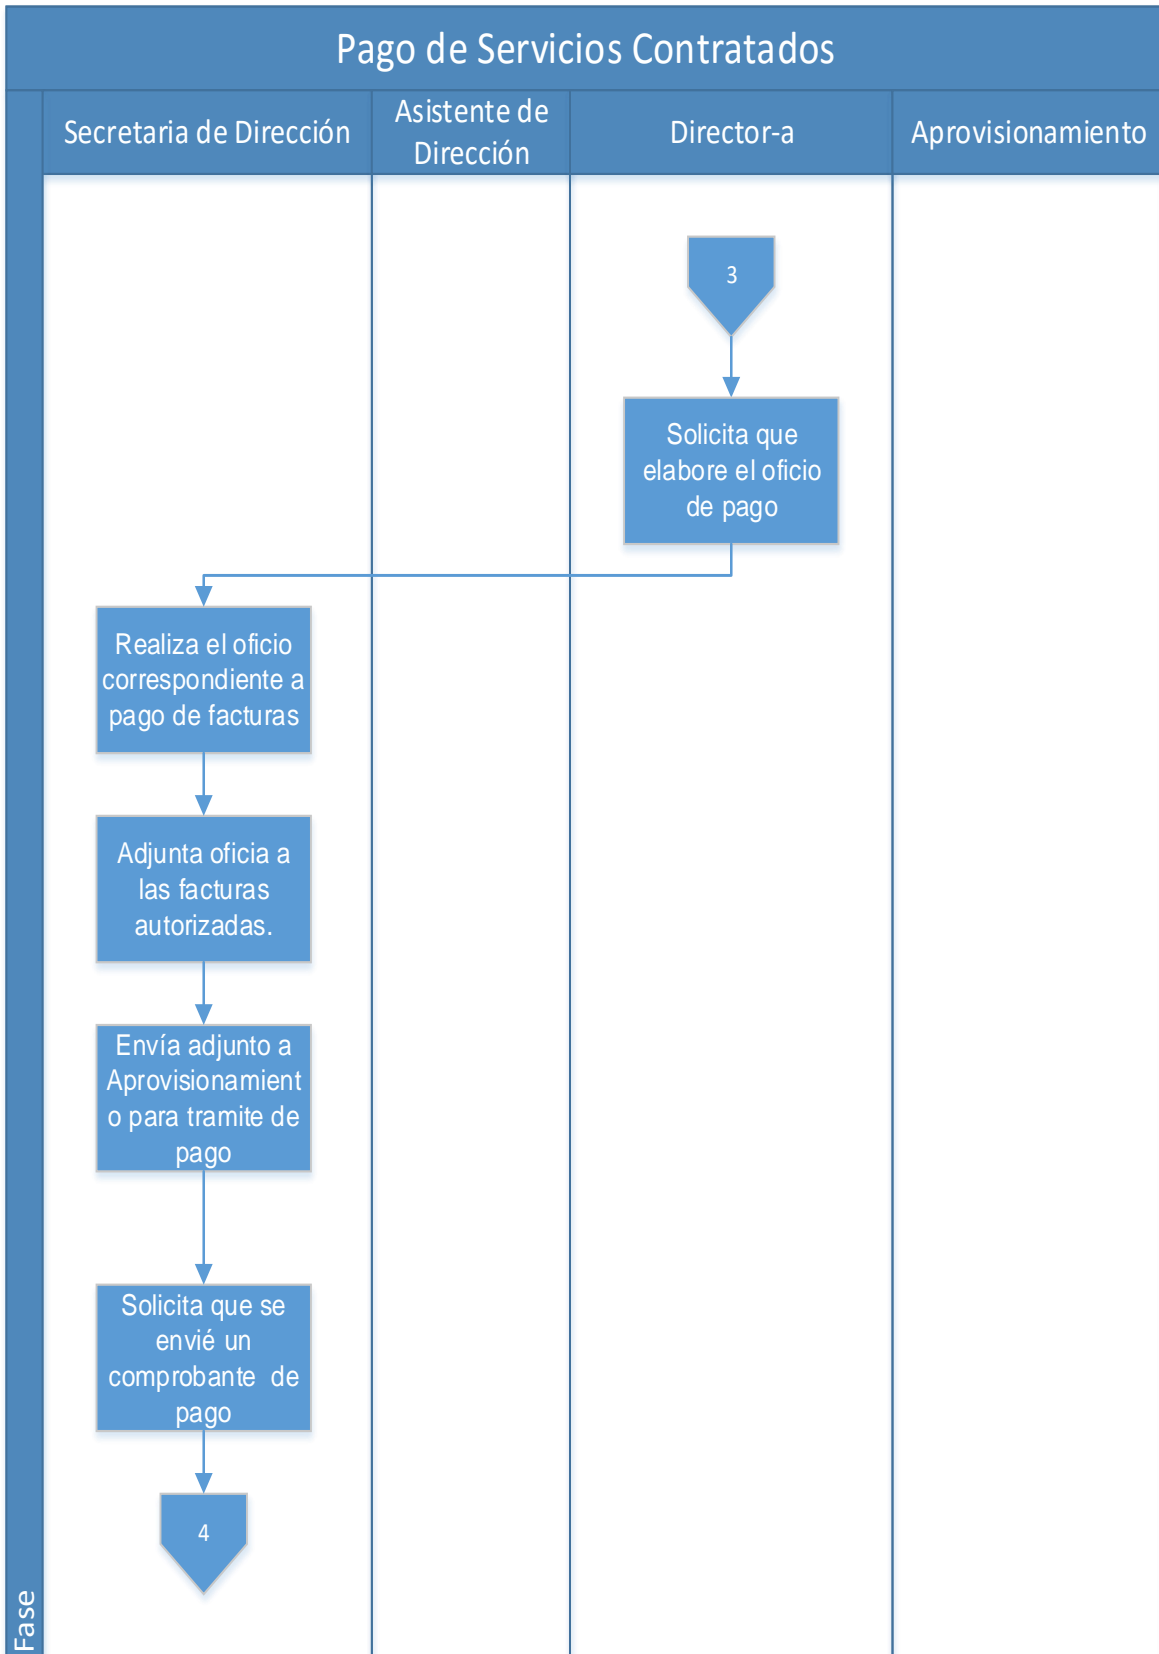 Pago de Servicios Contratados
Secretaria de Dirección
Asistente de
Dirección
Director-a
Aprovisionamiento
3
Solicita que
elabore el oficio
de pago
Realiza el oficio
correspondiente a
pago de facturas
Adjunta oficia a
las facturas
autorizadas.
Envía adjunto a
Aprovisionamient
o para tramite de
pago
Solicita que se
envié un
comprobante de
pago
4
Fase